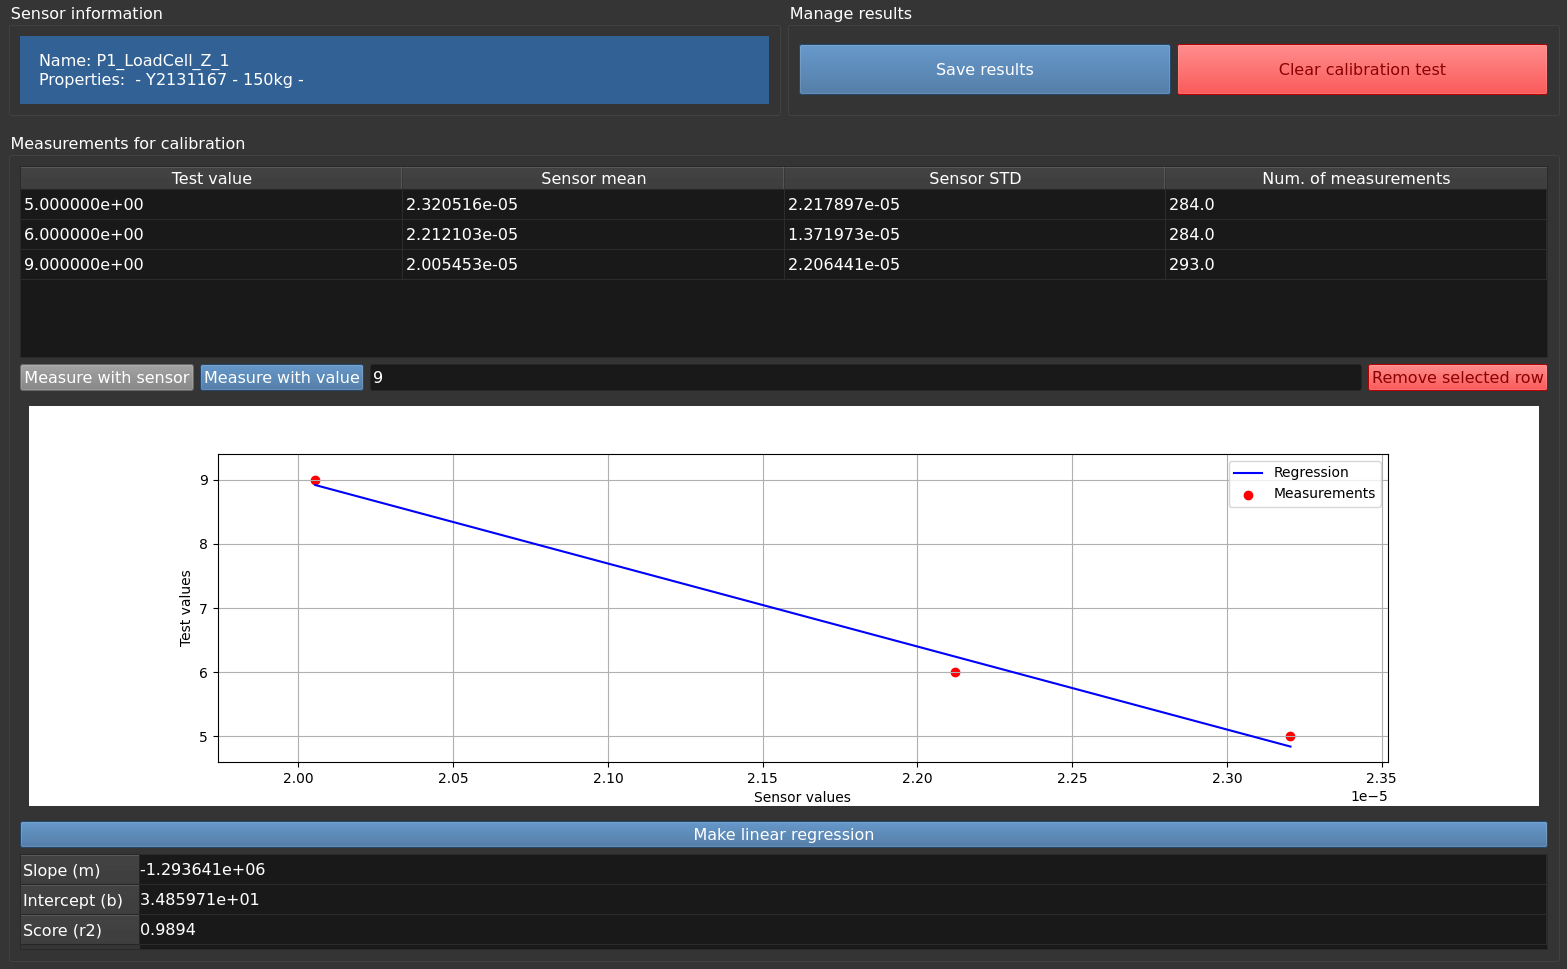 Sensor information
Name: P1_LoadCell_Z_1
Properties:  - Y2131167 - 150kg -
Manage results
Save results
Clear calibration test
Measurements for calibration
Test value Sensor mean Sensor STD Num. of measurements
5.000000e+00 2.320516e-05 2.217897e-05 284.0
6.000000e+00 2.212103e-05 1.371973e-05 284.0
9.000000e+00 2.005453e-05 2.206441e-05 293.0
Measure with sensor Measure with value 9 Remove selected row
Regression
Measurements
9
8
7
6
5
Test values
2.00 2.05 2.10 2.15 2.20 2.25 2.30 2.35
1e−5
Sensor values
Make linear regression
Slope (m) -1.293641e+06
Intercept (b) 3.485971e+01
Score (r2) 0.9894